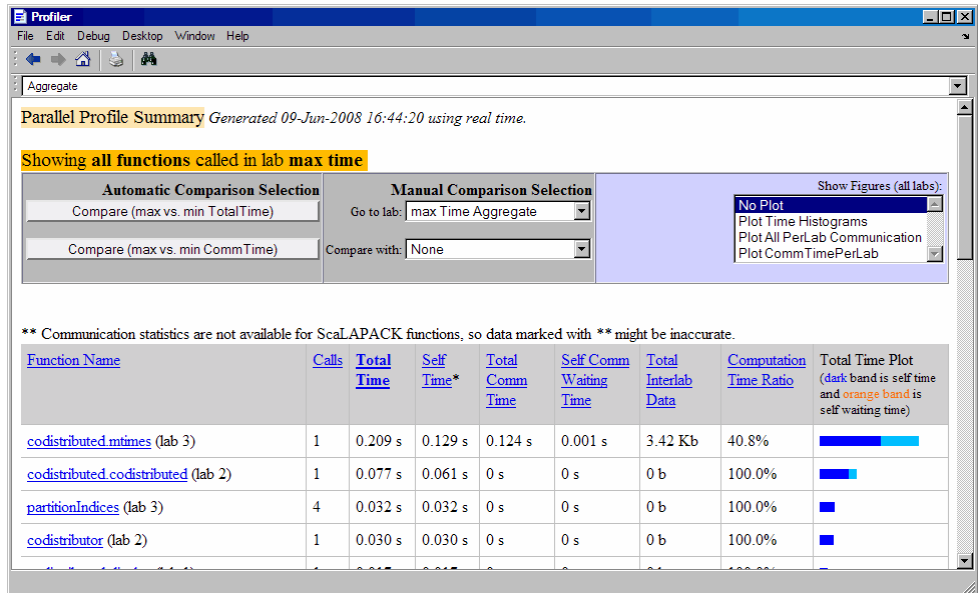 Profiler
File Edit Debug Desktop Window Help
Aggregate
Parallel Profile Summary Generated 09-Jun-2008 16:44:20 using real time.
Showing all functions called in lab max time
Automatic Comparison Selection
Compare (max vs. min TotalTime)
Compare (max vs. min CommTime)
Manual Comparison Selection
Go to lab: max Time Aggregate
Compare with: None
Show Figures (all labs):
No Plot
Plot Time Histograms
Plot All PerLab Communication
Plot CommTimePerLab
** Communication statistics are not available for ScaLAPACK functions, so data marked with ** might be inaccurate.
Function Name Calls Total Time Self Time* Total Comm Time Self Comm Waiting Time Total Interlab Data Computation Time Ratio Total Time Plot (dark band is self time and orange band is self waiting time)
codistributed.mtimes (lab 3) 1 0.209 s 0.129 s 0.124 s 0.001 s 3.42 Kb 40.8%
codistributed.codistributed (lab 2) 1 0.077 s 0.061 s 0 s 0 s 0 b 100.0%
partitionIndices (lab 3) 4 0.032 s 0.032 s 0 s 0 s 0 b 100.0%
codistributor (lab 2) 1 0.030 s 0.030 s 0 s 0 s 0 b 100.0%